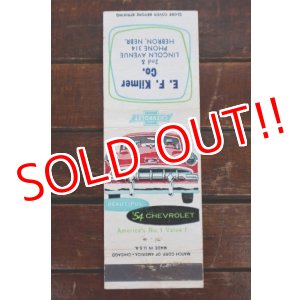 CLOSE COVER BEFORE STRIKING
E. F. Kilmer
Co.
2nd &
LINCOLN AVENUE
PHONE 314
HEBRON, NEBR.
CHEVROLET
SOLD OUT!!
BEAUTIFUL
'54 CHEVROLET
America's No. 1 Value!
MATCH CORP. OF AMERICA, CHICAGO
MADE IN U.S.A.